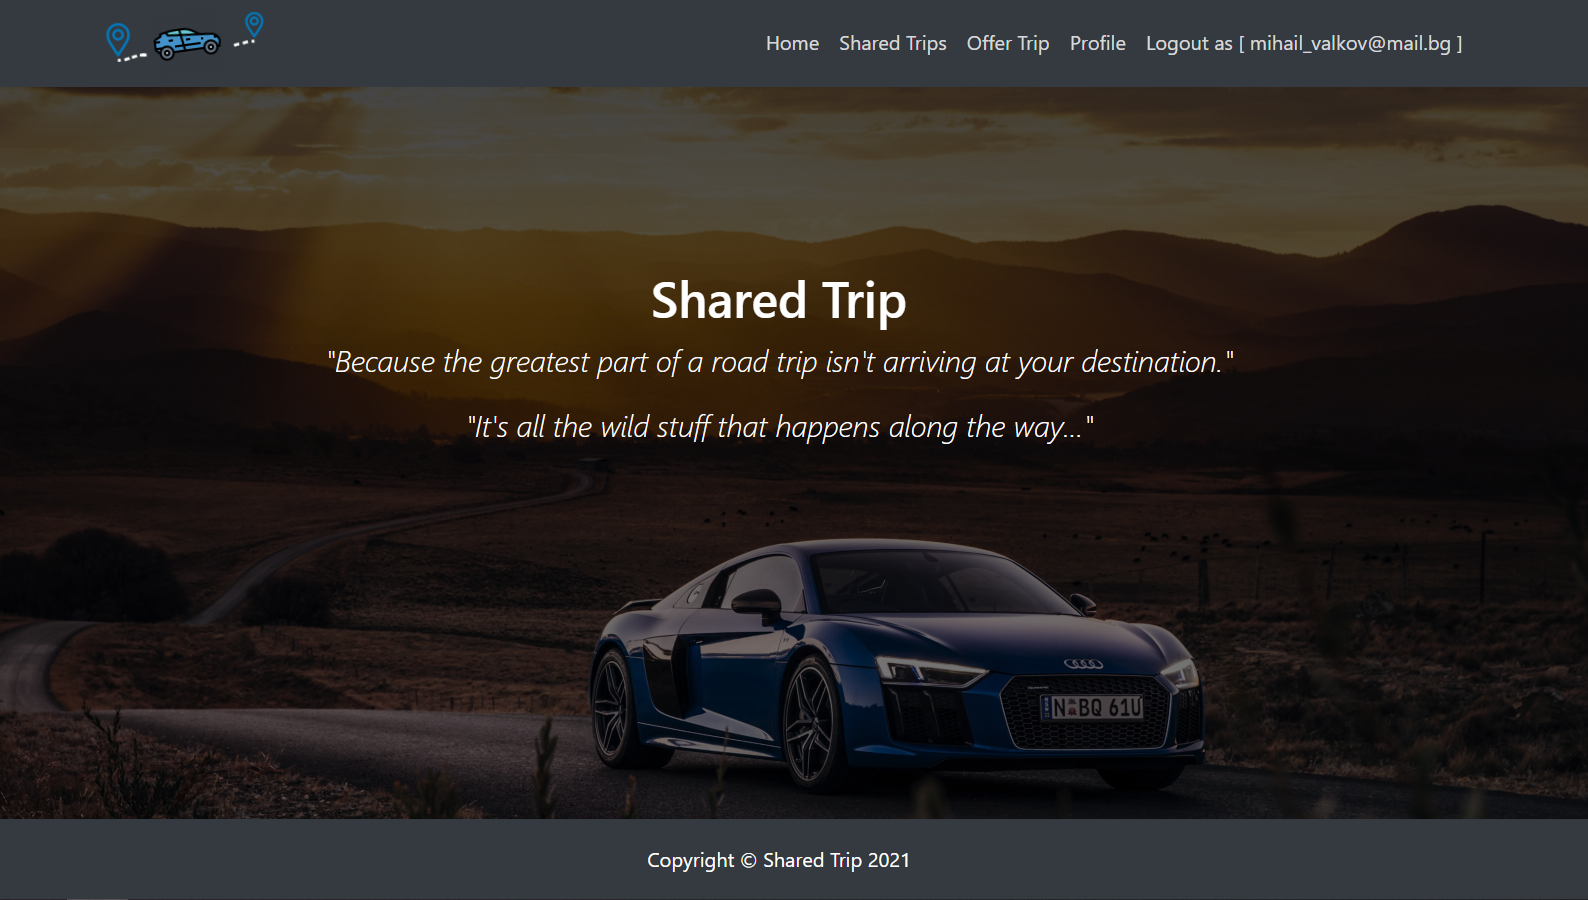 Home Shared Trips Offer Trip Profile Logout as [ mihail_valkov@mail.bg ]
Shared Trip
"Because the greatest part of a road trip isn't arriving at your destination."
"It's all the wild stuff that happens along the way..."
N BQ 61U
Copyright © Shared Trip 2021